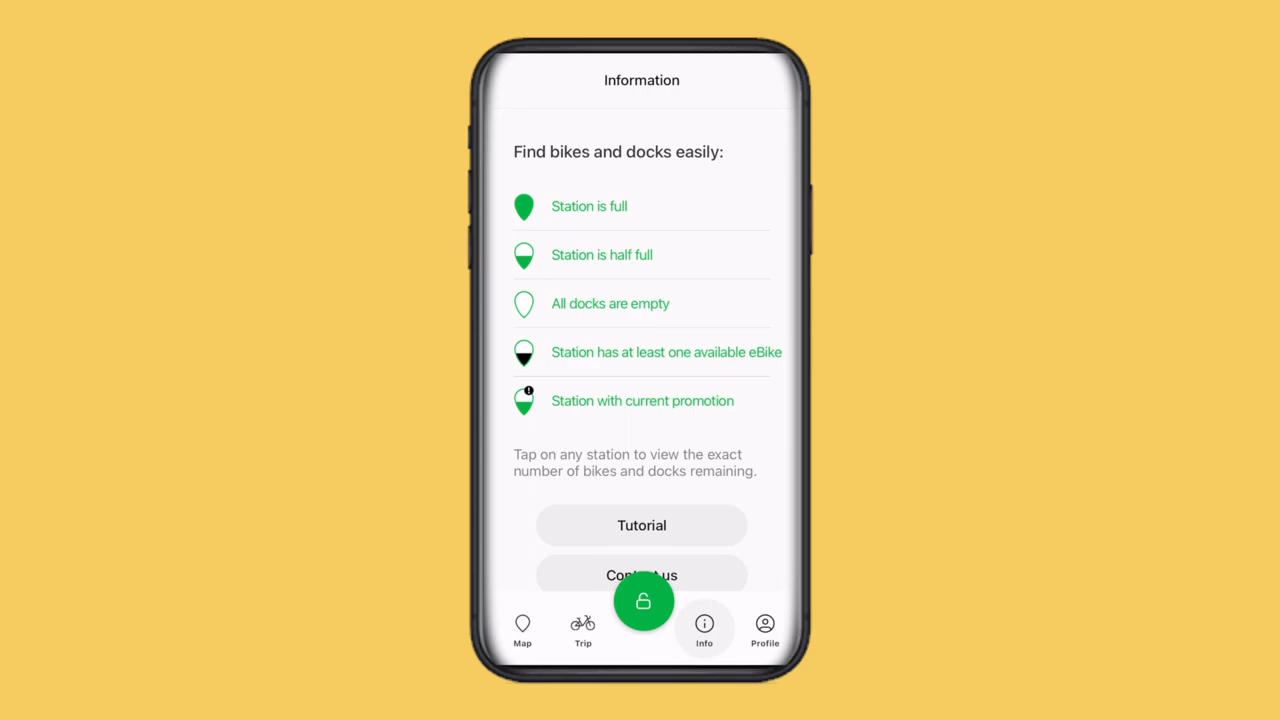 Information
Find bikes and docks easily:
Station is full
Station is half full
All docks are empty
Station has at least one available eBike
Station with current promotion
Tap on any station to view the exact
number of bikes and docks remaining.
Tutorial
Contact us
Map
Trip
Info
Profile